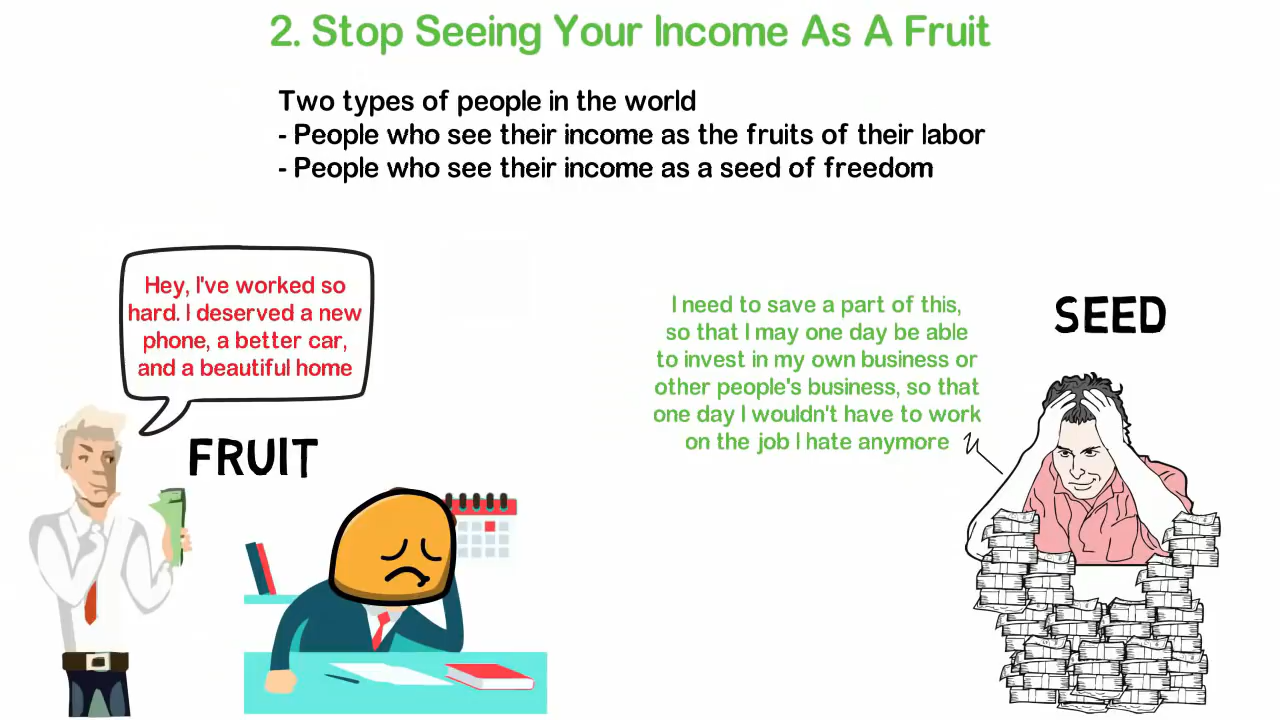 2. Stop Seeing Your Income As A Fruit
Two types of people in the world
- People who see their income as the fruits of their labor
- People who see their income as a seed of freedom
Hey, I've worked so
hard. I deserved a new
phone, a better car,
and a beautiful home
FRUIT
I need to save a part of this,
so that I may one day be able
to invest in my own business or
other people's business, so that
one day I wouldn't have to work
on the job I hate anymore
SEED